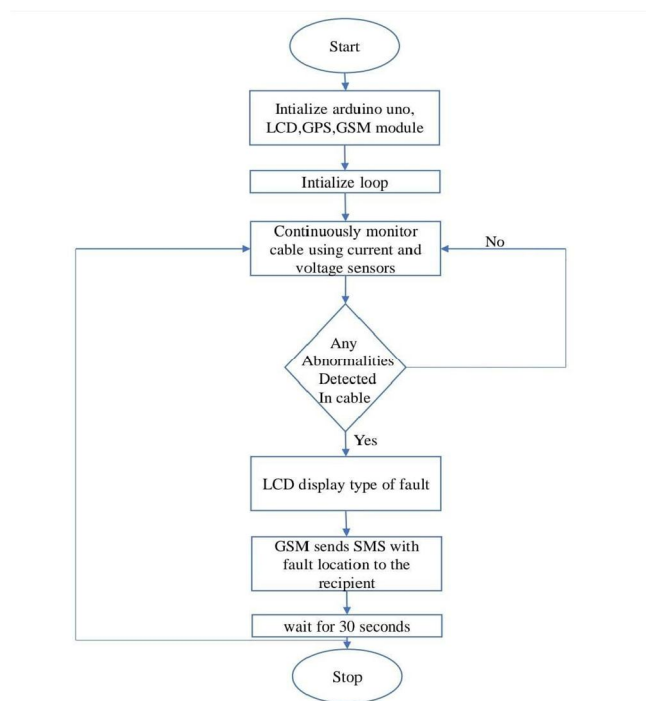 Start
Intialize arduino uno,
LCD,GPS,GSM module
Intialize loop
Continuously monitor
cable using current and
voltage sensors
No
Any
Abnormalities
Detected
In cable
Yes
LCD display type of fault
GSM sends SMS with
fault location to the
recipient
wait for 30 seconds
Stop